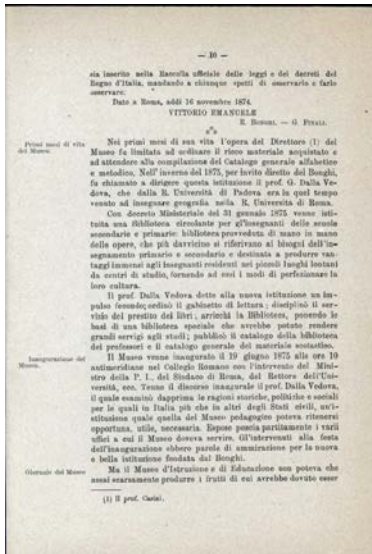 — 10 —
sia inserito nella Raccolta ufficiale delle leggi e dei decreti del
Regno d'Italia, mandando a chiunque spetti di osservarlo e farlo
osservare.
Dato a Roma, addì 16 novembre 1874.
VITTORIO EMANUELE
R. BONGHI. — G. FINALI.
Primi mesi di vita
del Museo.
Nei primi mesi di sua vita l'opera del Direttore (1) del
Museo fu limitata ad ordinare il ricco materiale acquistato e
ad attendere alla compilazione del Catalogo generale alfabetico
e metodico. Nell'inverno del 1875, per invito diretto del Bonghi,
fu chiamato a dirigere questa istituzione il prof. G. Dalla Ve-
dova, che dalla R. Università di Padova era in quel tempo
venuto ad insegnare geografia nella R. Università di Roma.
Con decreto Ministeriale del 31 gennaio 1875 venne isti-
tuita una Biblioteca circolante per gl'insegnanti delle scuole
secondarie e primarie: biblioteca provveduta di mano in mano
delle opere, che più davvicino si riferivano ai bisogni dell'in-
segnamento primario e secondario e destinata a produrre van-
taggi immensi agli insegnanti residenti nei piccoli luoghi lontani
da centri di studio, fornendo ad essi i modi di perfezionare la
loro cultura.
Il prof. Dalla Vedova dette alla nuova istituzione un im-
pulso fecondo; ordinò il gabinetto di lettura; disciplinò il ser-
vizio del prestito dei libri; arricchì la Biblioteca, ponendo le
basi di una biblioteca speciale che avrebbe potuto rendere
grandi servigi agli studi; pubblicò il catalogo della biblioteca
dei professori e il catalogo generale del materiale scolastico.
Inaugurazione del
Museo.
Il Museo venne inaugurato il 19 giugno 1875 alle ore 10
antimeridiane nel Collegio Romano con l'intervento del Mini-
stro della P. I., del Sindaco di Roma, del Rettore dell'Uni-
versità, ecc. Tenne il discorso inaugurale il prof. Dalla Vedova,
il quale esaminò dapprima le ragioni storiche, politiche e sociali
per le quali in Italia più che in altri degli Stati civili, un'i-
stituzione quale quella del Museo pedagogico poteva ritenersi
opportuna, utile, necessaria. Espose poscia partitamente i varii
uffici a cui il Museo doveva servire. Gl'intervenuti alla festa
dell'inaugurazione ebbero parole di ammirazione per la nuova
e bella istituzione fondata dal Bonghi.
Giornale del Museo
Ma il Museo d'Istruzione e di Educazione non poteva che
assai scarsamente produrre i frutti di cui avrebbe dovuto esser
(1) Il prof. Casini.